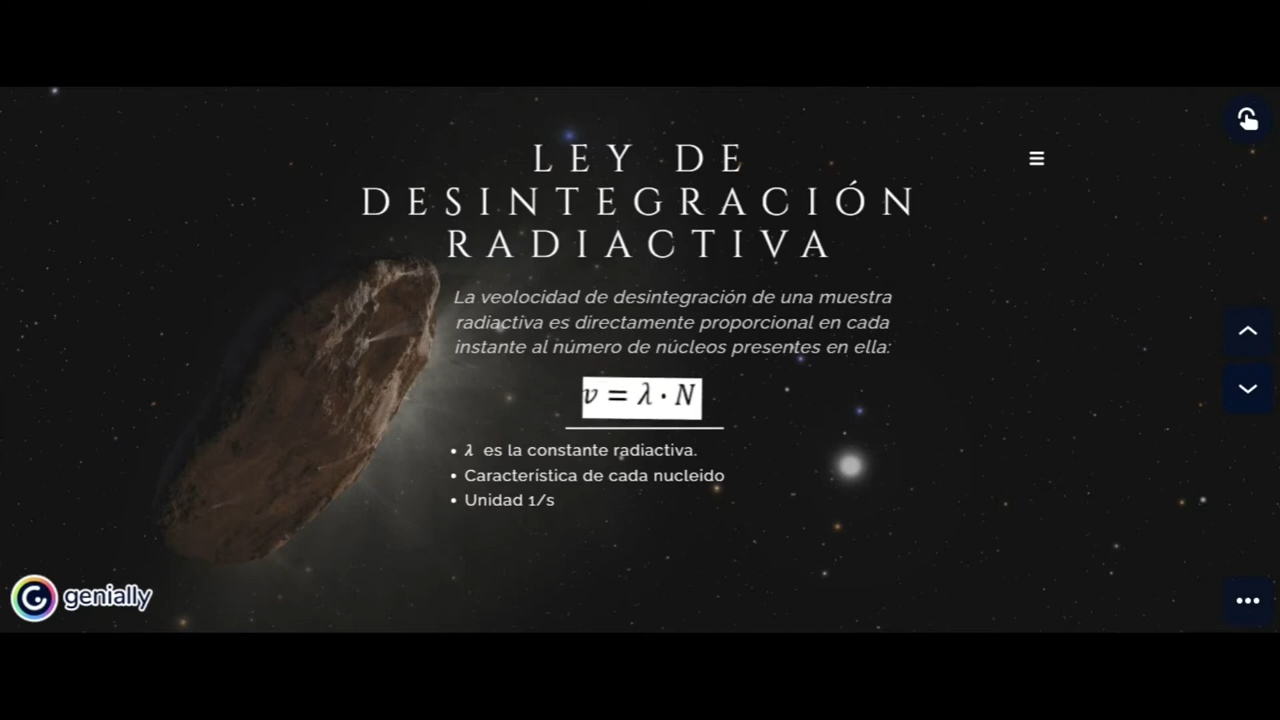 LEY DE
DESINTEGRACIÓN
RADIACTIVA
La veolocidad de desintegración de una muestra
radiactiva es directamente proporcional en cada
instante al número de núcleos presentes en ella:
v = λ · N
• λ es la constante radiactiva.
• Característica de cada nucleido
• Unidad 1/s
genially